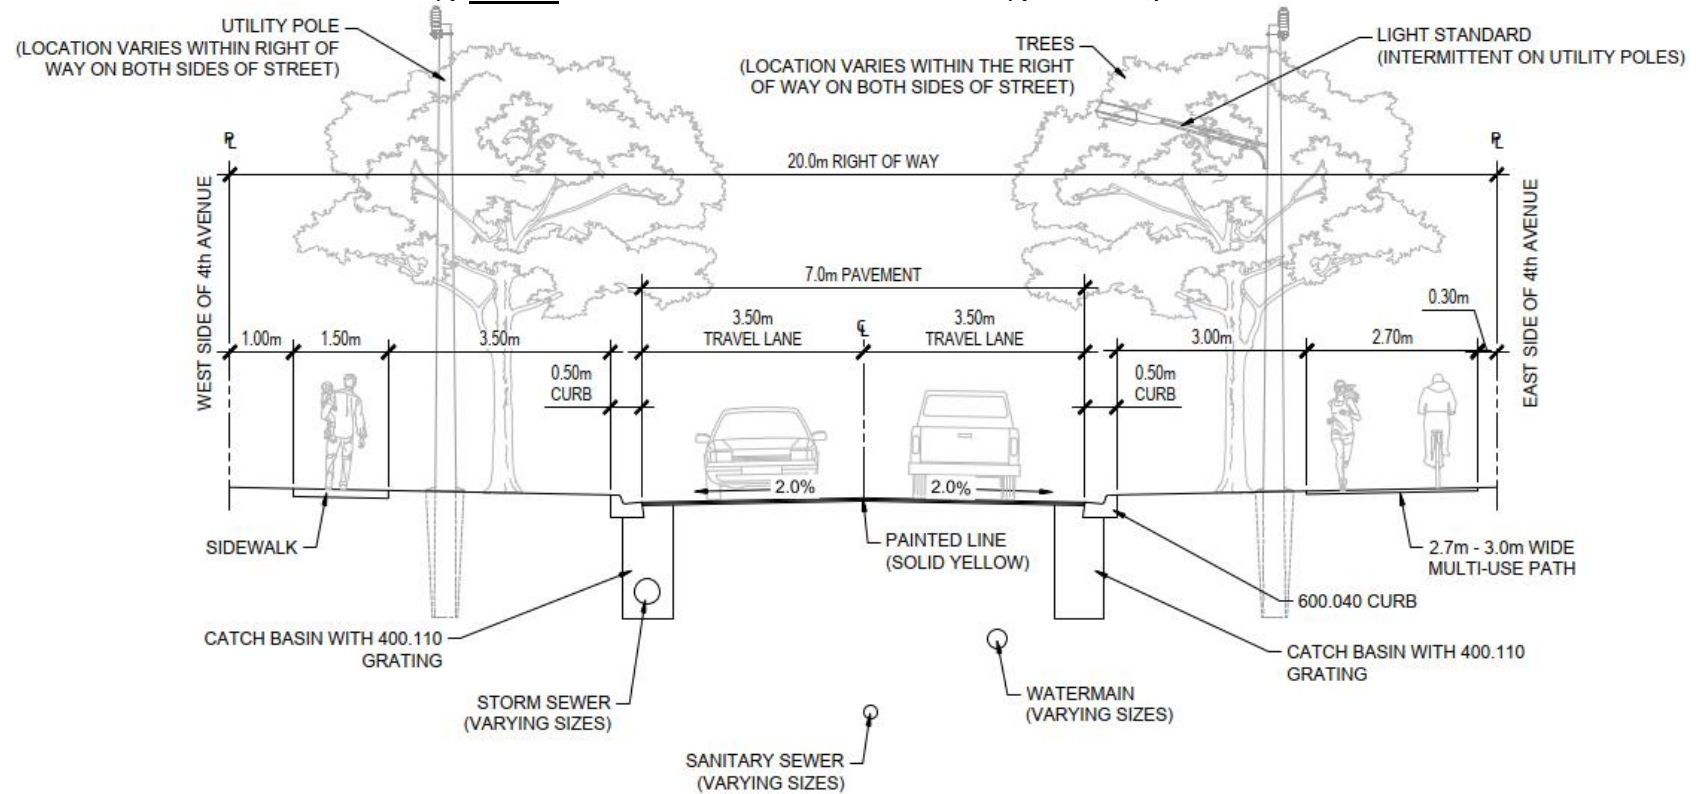 UTILITY POLE
(LOCATION VARIES WITHIN RIGHT OF
WAY ON BOTH SIDES OF STREET)
TREES
(LOCATION VARIES WITHIN THE RIGHT
OF WAY ON BOTH SIDES OF STREET)
LIGHT STANDARD
(INTERMITTENT ON UTILITY POLES)
PL
20.0m RIGHT OF WAY
PL
WEST SIDE OF 4th AVENUE
EAST SIDE OF 4th AVENUE
7.0m PAVEMENT
0.30m
1.00m
1.50m
3.50m
3.50m
TRAVEL LANE
CL
3.50m
TRAVEL LANE
3.00m
2.70m
0.50m
CURB
0.50m
CURB
2.0%
2.0%
SIDEWALK
PAINTED LINE
(SOLID YELLOW)
2.7m - 3.0m WIDE
MULTI-USE PATH
600.040 CURB
CATCH BASIN WITH 400.110
GRATING
CATCH BASIN WITH 400.110
GRATING
STORM SEWER
(VARYING SIZES)
WATERMAIN
(VARYING SIZES)
SANITARY SEWER
(VARYING SIZES)